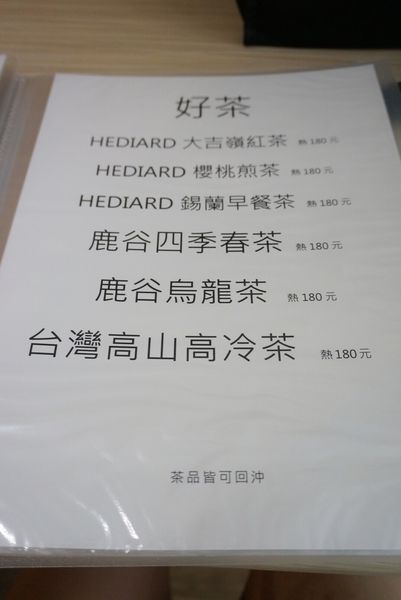 好茶
HEDIARD 大吉嶺紅茶 熱 180 元
HEDIARD 櫻桃煎茶 熱 180 元
HEDIARD 錫蘭早餐茶 熱 180 元
鹿谷四季春茶 熱 180 元
鹿谷烏龍茶 熱 180 元
台灣高山高冷茶 熱 180 元
茶品皆可回沖